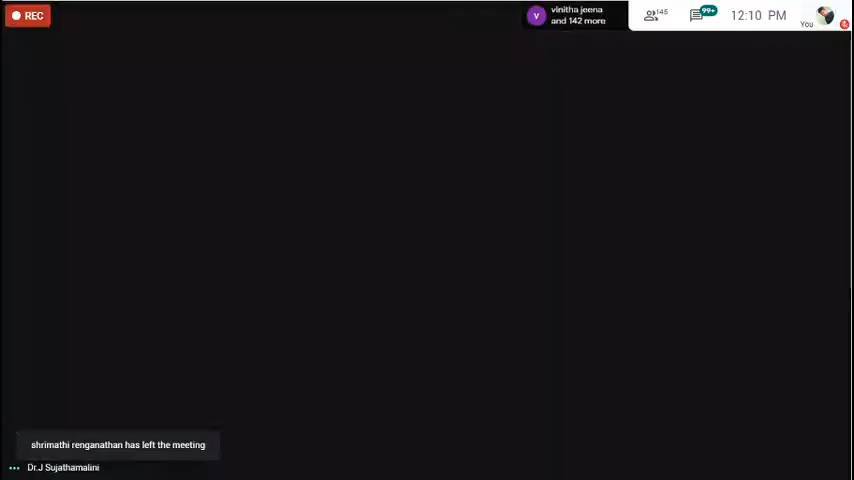 REC
V
vinitha jeena
and 142 more
145
99+
12:10 PM
You
shrimathi renganathan has left the meeting
Dr.J Sujathamalini